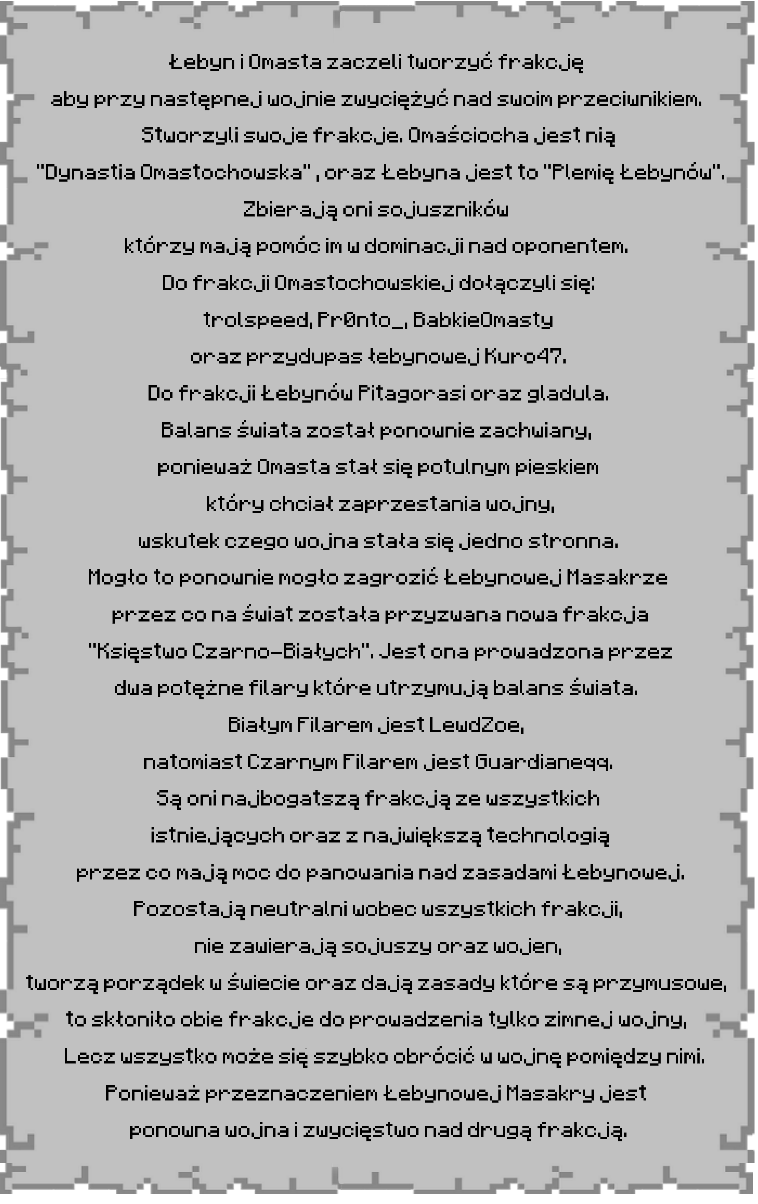 Łebyn i Omasta zaczeli tworzyć frakcję
aby przy następnej wojnie zwyciężyć nad swoim przeciwnikiem.
Stworzyli swoje frakcje. Omaściocha jest nią
"Dynastia Omastochowska" , oraz Łebyna jest to "Plemię Łebynów".
Zbierają oni sojuszników
którzy mają pomóc im w dominacji nad oponentem.
Do frakcji Omastochowskiej dołączyli się:
trolspeed, Pr0nto_, BabkieOmasty
oraz przydupas łebynowej Kuro47.
Do frakcji Łebynów Pitagorasi oraz gladula.
Balans świata został ponownie zachwiany,
ponieważ Omasta stał się potulnym pieskiem
który chciał zaprzestania wojny,
wskutek czego wojna stała się jedno stronna.
Mogło to ponownie mogło zagrozić Łebynowej Masakrze
przez co na świat została przyzwana nowa frakcja
"Księstwo Czarno-Białych". Jest ona prowadzona przez
dwa potężne filary które utrzymują balans świata.
Białym Filarem jest LewdZoe,
natomiast Czarnym Filarem jest Guardianeqq.
Są oni najbogatszą frakcją ze wszystkich
istniejących oraz z największą technologią
przez co mają moc do panowania nad zasadami Łebynowej.
Pozostają neutralni wobec wszystkich frakcji,
nie zawierają sojuszy oraz wojen,
tworzą porządek w świecie oraz dają zasady które są przymusowe,
to skłoniło obie frakcje do prowadzenia tylko zimnej wojny,
Lecz wszystko może się szybko obrócić w wojnę pomiędzy nimi.
Ponieważ przeznaczeniem Łebynowej Masakry jest
ponowna wojna i zwycięstwo nad drugą frakcją.